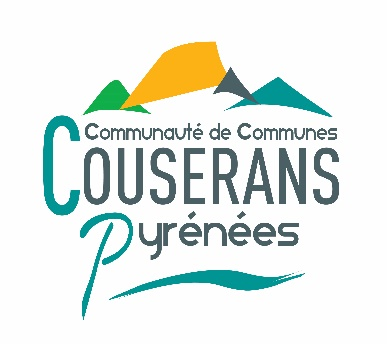 Communauté de Communes
COUSERANS
Pyrénées